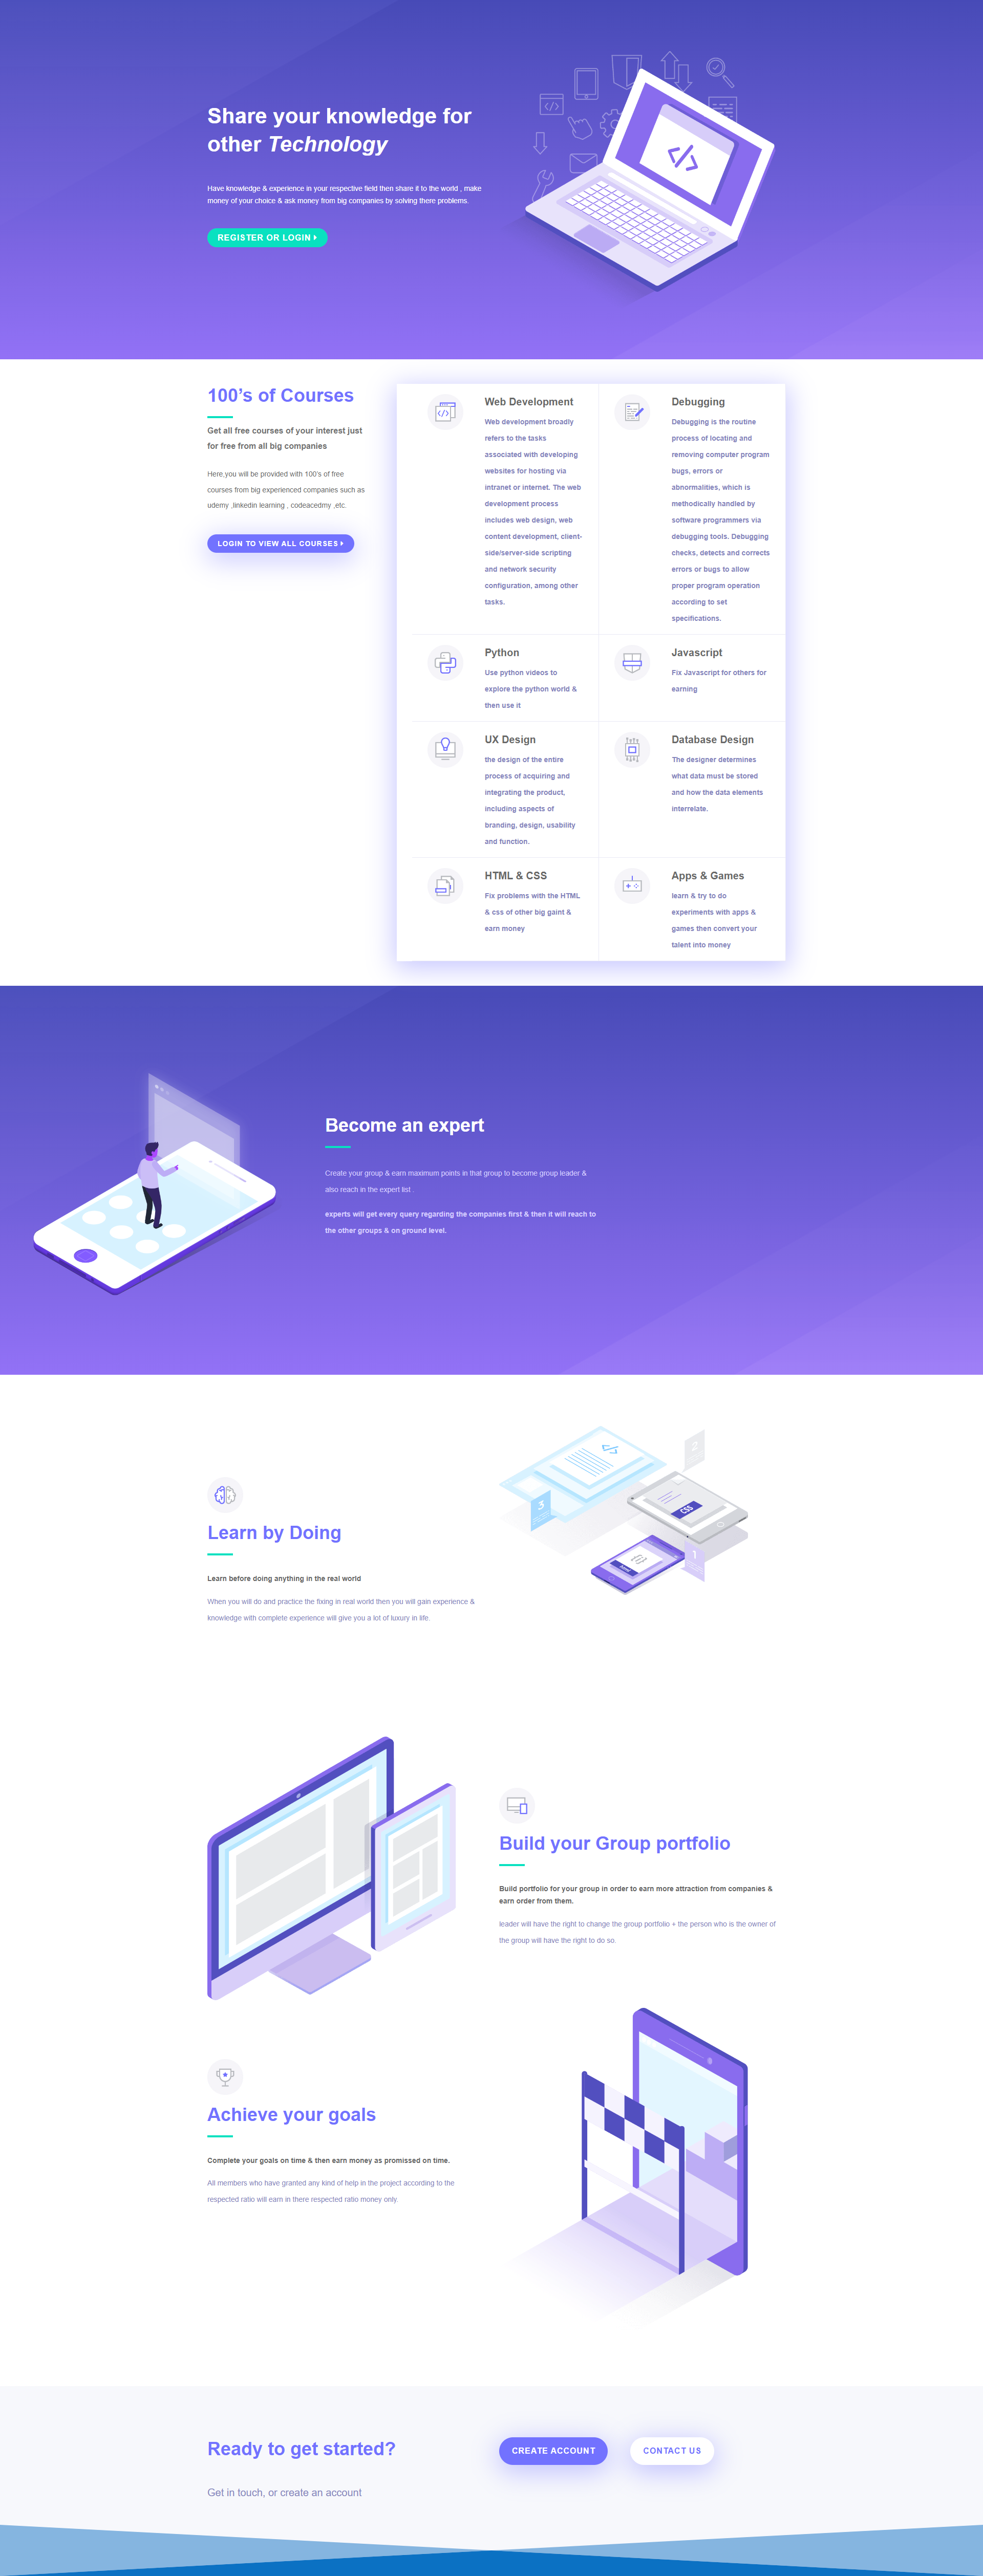 Share your knowledge for
other Technology
Have knowledge & experience in your respective field then share it to the world , make
money of your choice & ask money from big companies by solving there problems.
REGISTER OR LOGIN
100’s of Courses
Get all free courses of your interest just
for free from all big companies
Here,you will be provided with 100's of free
courses from big experienced companies such as
udemy ,linkedin learning , codeacedmy ,etc.
LOGIN TO VIEW ALL COURSES
Web Development
Web development broadly
refers to the tasks
associated with developing
websites for hosting via
intranet or internet. The web
development process
includes web design, web
content development, client-
side/server-side scripting
and network security
configuration, among other
tasks.
Debugging
Debugging is the routine
process of locating and
removing computer program
bugs, errors or
abnormalities, which is
methodically handled by
software programmers via
debugging tools. Debugging
checks, detects and corrects
errors or bugs to allow
proper program operation
according to set
specifications.
Python
Use python videos to
explore the python world &
then use it
Javascript
Fix Javascript for others for
earning
UX Design
the design of the entire
process of acquiring and
integrating the product,
including aspects of
branding, design, usability
and function.
Database Design
The designer determines
what data must be stored
and how the data elements
interrelate.
HTML & CSS
Fix problems with the HTML
& css of other big gaint &
earn money
Apps & Games
learn & try to do
experiments with apps &
games then convert your
talent into money
Become an expert
Create your group & earn maximum points in that group to become group leader &
also reach in the expert list .
experts will get every query regarding the companies first & then it will reach to
the other groups & on ground level.
2
3
CSS
1
Learn by Doing
Learn before doing anything in the real world
When you will do and practice the fixing in real world then you will gain experience &
knowledge with complete experience will give you a lot of luxury in life.
Build your Group portfolio
Build portfolio for your group in order to earn more attraction from companies &
earn order from them.
leader will have the right to change the group portfolio + the person who is the owner of
the group will have the right to do so.
Achieve your goals
Complete your goals on time & then earn money as promissed on time.
All members who have granted any kind of help in the project according to the
respected ratio will earn in there respected ratio money only.
Ready to get started?
CREATE ACCOUNT
CONTACT US
Get in touch, or create an account